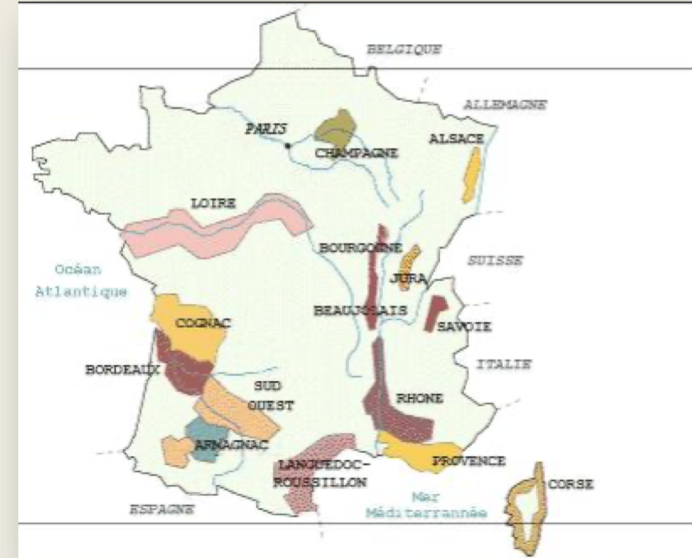 BELGIQUE
ALLEMAGNE
PARIS
ALSACE
CHAMPAGNE
LOIRE
BOURGOGNE
SUISSE
Océan
Atlantique
JURA
BEAUJOLAIS
COGNAC
SAVOIE
BORDEAUX
ITALIE
SUD
OUEST
RHONE
ARMAGNAC
LANGUEDOC-
ROUSSILLON
PROVENCE
CORSE
Mer
Méditerrannée
ESPAGNE